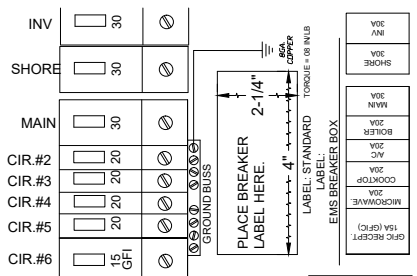 INV
30
SHORE
30
MAIN
30
CIR.#2
20
CIR.#3
20
CIR.#4
20
CIR.#5
20
CIR.#6
15
GFI
GROUND BUSS
8GA.
COPPER
TORQUE = 08 IN/LB
2-1/4"
4"
PLACE BREAKER
LABEL HERE.
LABEL: STANDARD
LABEL:
EMS BREAKER BOX
INV
30A
SHORE
30A
MAIN
30A
BOILER
20A
A/C
20A
COOKTOP
20A
MICROWAVE
20A
GFIC RECEPT.
15A (GFIC)